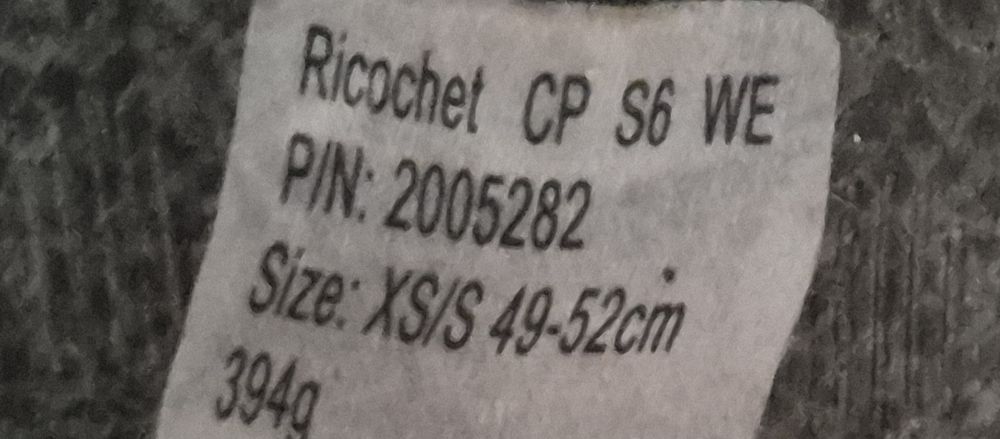 Ricochet CP S6 WE
P/N: 2005282
Size: XS/S 49-52cm
394g